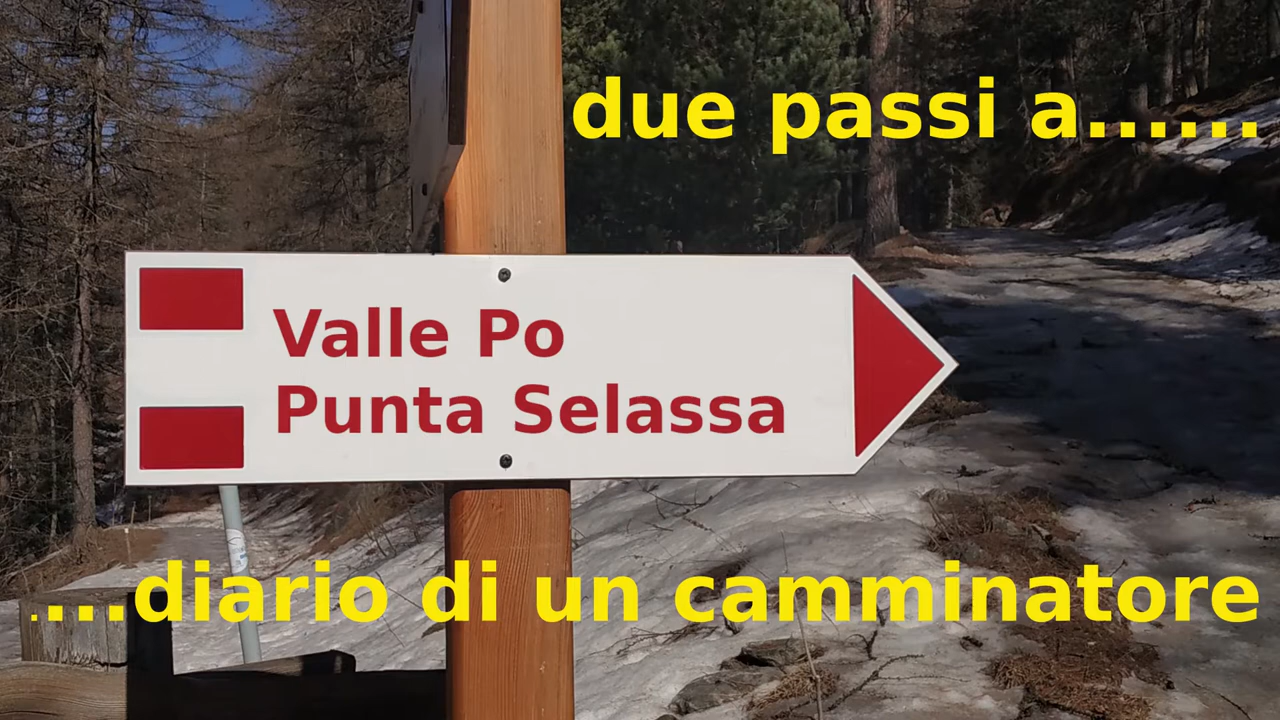 due passi a......
Valle Po
Punta Selassa
....diario di un camminatore